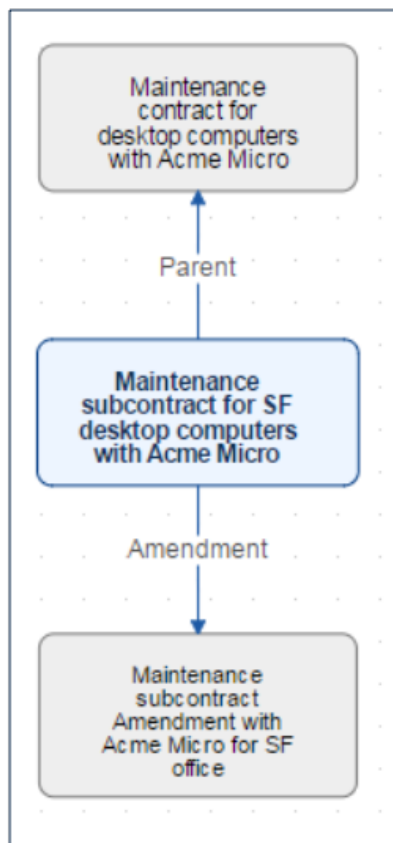 Maintenance
contract for
desktop computers
with Acme Micro
Parent
Maintenance
subcontract for SF
desktop computers
with Acme Micro
Amendment
Maintenance
subcontract
Amendment with
Acme Micro for SF
office